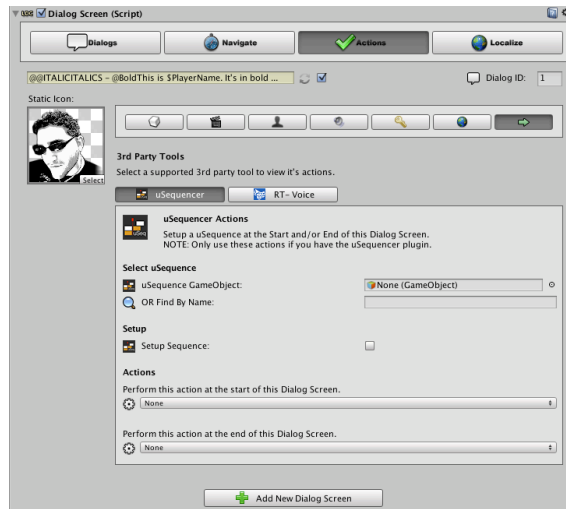 Dialog Screen (Script)
Dialogs
Navigate
Actions
Localize
@@ITALICITALICS - @BoldThis is $PlayerName. It's in bold ...
Dialog ID: 1
Static Icon:
Select
3rd Party Tools
Select a supported 3rd party tool to view it's actions.
uSequencer
RT-Voice
uSequencer Actions
Setup a uSequence at the Start and/or End of this Dialog Screen.
NOTE: Only use these actions if you have the uSequencer plugin.
Select uSequence
uSequence GameObject: None (GameObject)
OR Find By Name:
Setup
Setup Sequence:
Actions
Perform this action at the start of this Dialog Screen.
None
Perform this action at the end of this Dialog Screen.
None
Add New Dialog Screen